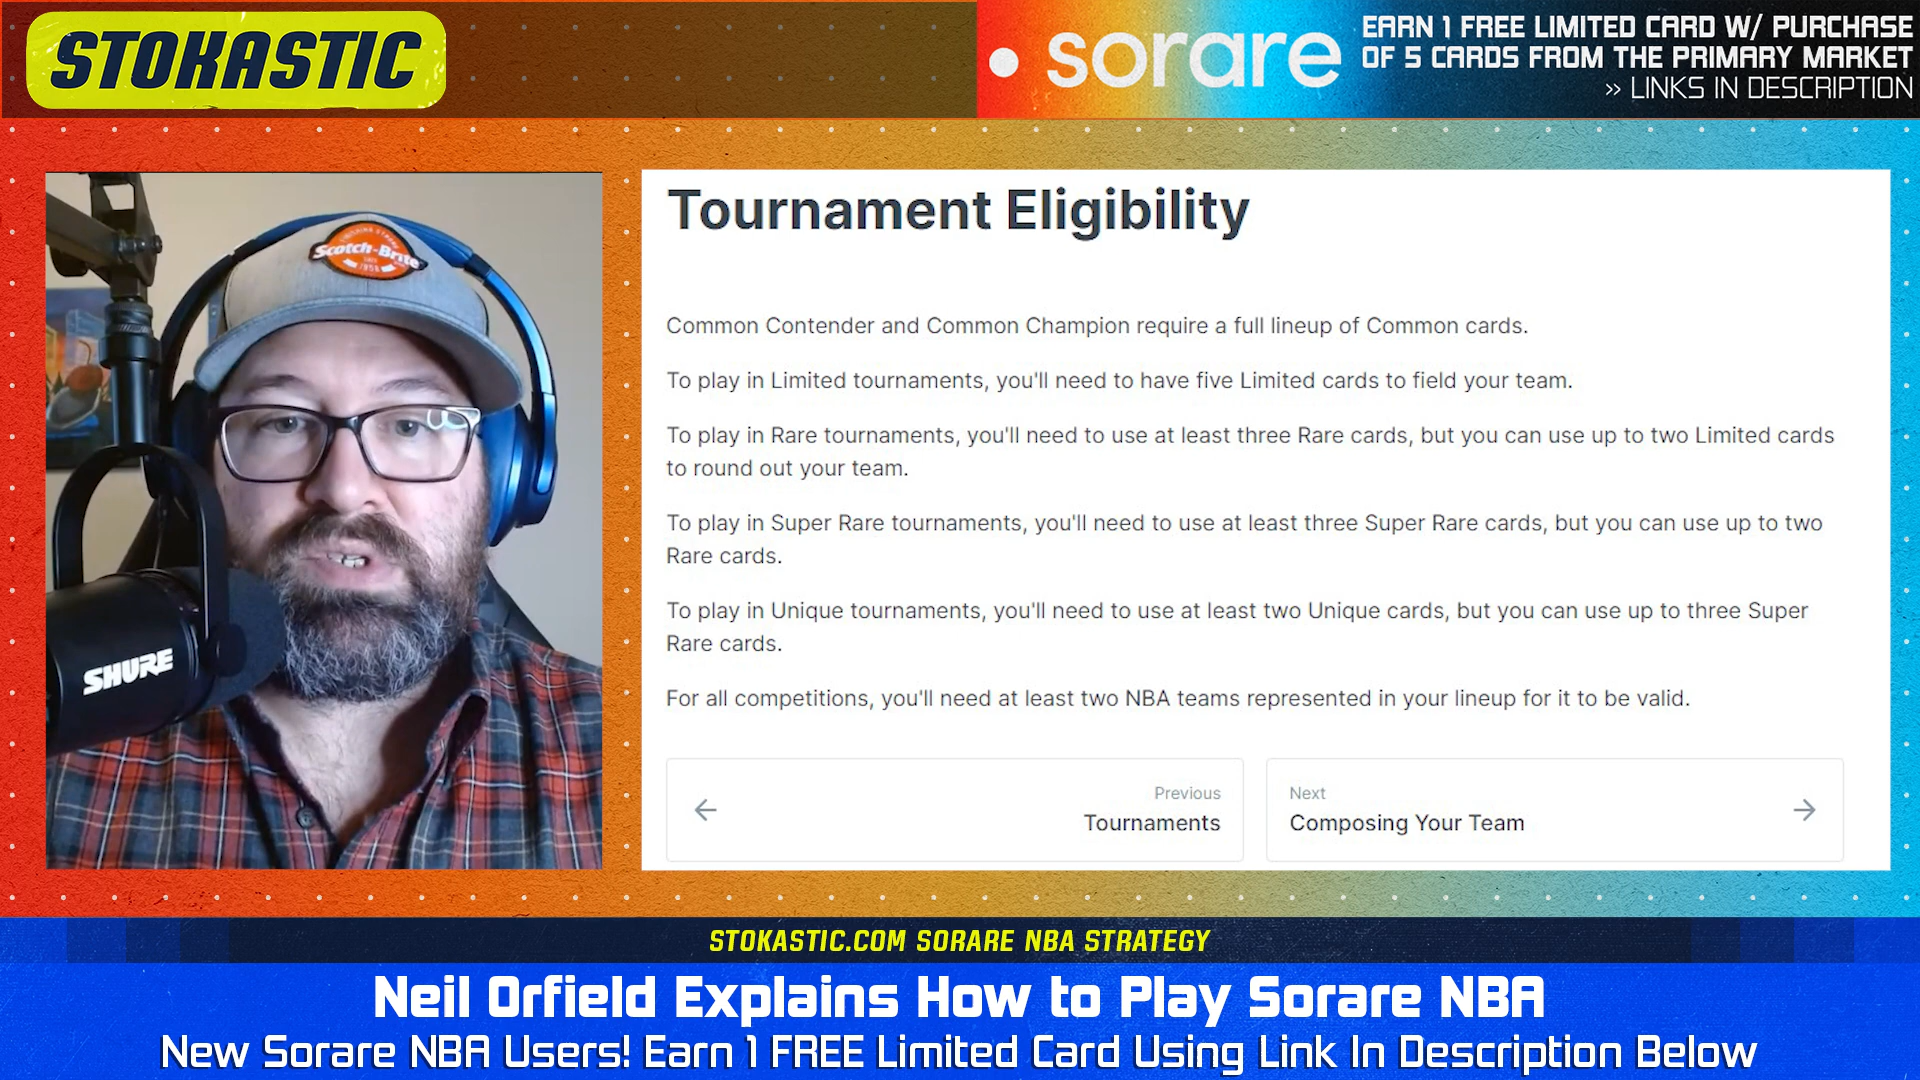 STOKASTIC
sorare
EARN 1 FREE LIMITED CARD W/ PURCHASE
OF 5 CARDS FROM THE PRIMARY MARKET
>> LINKS IN DESCRIPTION
Scotch-Brite
SHURE
Tournament Eligibility
Common Contender and Common Champion require a full lineup of Common cards.
To play in Limited tournaments, you'll need to have five Limited cards to field your team.
To play in Rare tournaments, you'll need to use at least three Rare cards, but you can use up to two Limited cards
to round out your team.
To play in Super Rare tournaments, you'll need to use at least three Super Rare cards, but you can use up to two
Rare cards.
To play in Unique tournaments, you'll need to use at least two Unique cards, but you can use up to three Super
Rare cards.
For all competitions, you'll need at least two NBA teams represented in your lineup for it to be valid.
Previous
Tournaments
Next
Composing Your Team
STOKASTIC.COM SORARE NBA STRATEGY
Neil Orfield Explains How to Play Sorare NBA
New Sorare NBA Users! Earn 1 FREE Limited Card Using Link In Description Below